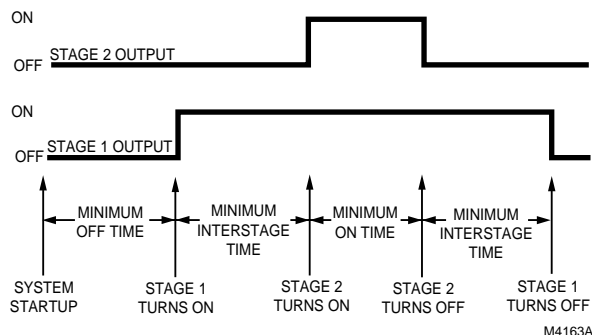 ON
STAGE 2 OUTPUT
OFF
ON
STAGE 1 OUTPUT
OFF
MINIMUM
OFF TIME
MINIMUM
INTERSTAGE
TIME
MINIMUM
ON TIME
MINIMUM
INTERSTAGE
TIME
SYSTEM
STARTUP
STAGE 1
TURNS ON
STAGE 2
TURNS ON
STAGE 2
TURNS OFF
STAGE 1
TURNS OFF
M4163A